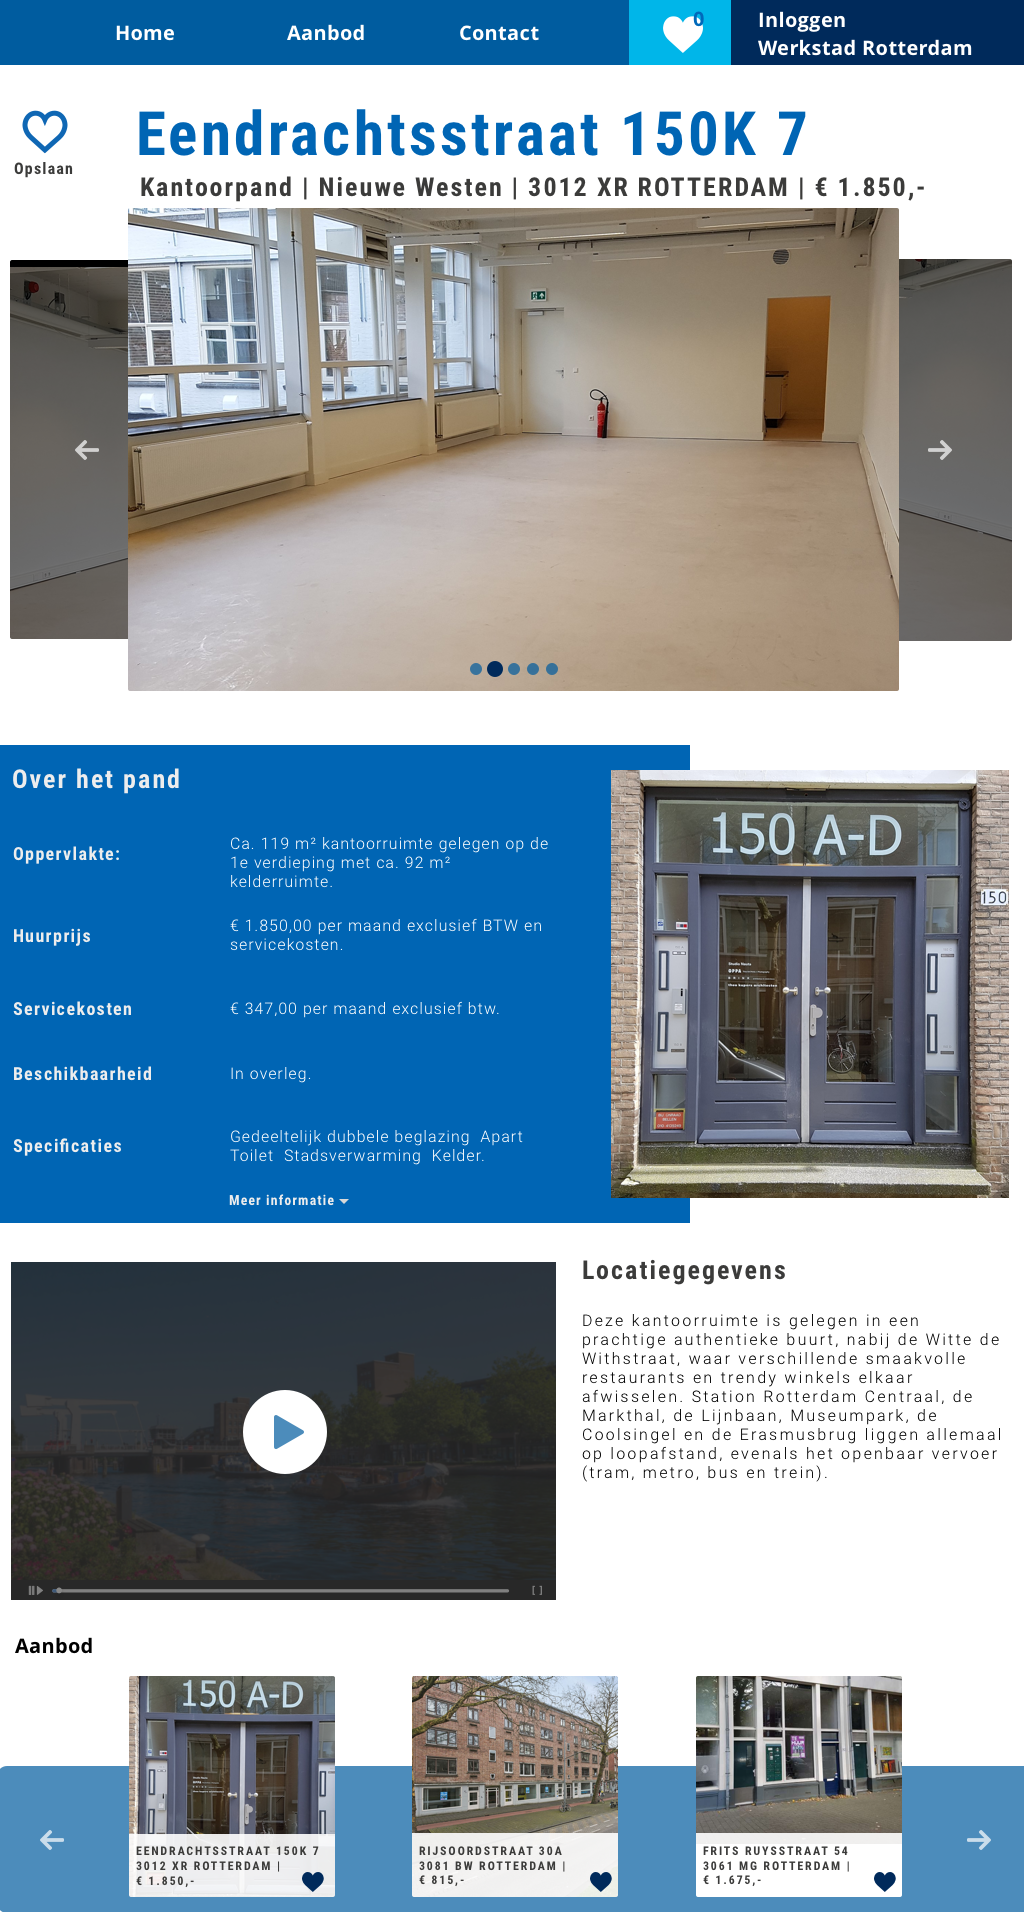 Home
Aanbod
Contact
0
Inloggen
Werkstad Rotterdam
Opslaan
Eendrachtsstraat 150K 7
Kantoorpand | Nieuwe Westen | 3012 XR ROTTERDAM | € 1.850,-
Over het pand
Oppervlakte:
Ca. 119 m² kantoorruimte gelegen op de
1e verdieping met ca. 92 m²
kelderruimte.
Huurprijs
€ 1.850,00 per maand exclusief BTW en
servicekosten.
Servicekosten
€ 347,00 per maand exclusief btw.
Beschikbaarheid
In overleg.
Specificaties
Gedeeltelijk dubbele beglazing  Apart
Toilet  Stadsverwarming  Kelder.
Meer informatie
150 A-D
150
Locatiegegevens
Deze kantoorruimte is gelegen in een
prachtige authentieke buurt, nabij de Witte de
Withstraat, waar verschillende smaakvolle
restaurants en trendy winkels elkaar
afwisselen. Station Rotterdam Centraal, de
Markthal, de Lijnbaan, Museumpark, de
Coolsingel en de Erasmusbrug liggen allemaal
op loopafstand, evenals het openbaar vervoer
(tram, metro, bus en trein).
Aanbod
150 A-D
EENDRACHTSSTRAAT 150K 7
3012 XR ROTTERDAM |
€ 1.850,-
RIJSOORDSTRAAT 30A
3081 BW ROTTERDAM |
€ 815,-
FRITS RUYSSTRAAT 54
3061 MG ROTTERDAM |
€ 1.675,-